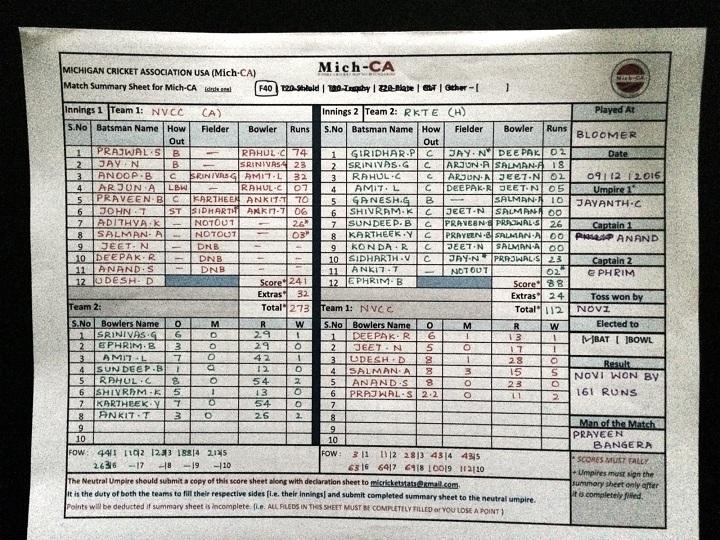 MICHIGAN CRICKET ASSOCIATION USA (Mich-CA)
Mich-CA
Match Summary Sheet for Mich-CA (circle one) F40 | T20-Shield | T20-Trophy | T20-Plate | G&T | Other – [ ]
Innings 1 Team 1: NVCC (A)
S.No Batsman Name How Out Fielder Bowler Runs
1 PRAJWAL·S B — RAHUL·C 74
2 JAY·N B — SRINIVAS·G 23
3 ANOOP·B C SRINIVAS·G AMIT·L 32
4 ARJUN·A LBW — RAHUL·C 07
5 PRAVEEN·B C KARTHEEK ANKIT·T 70
6 JOHN·T ST SIDHARTH ANKIT·T 06
7 ADITHYA·K — NOTOUT — 26*
8 SALMAN·A — NOTOUT — 03*
9 JEET·N — DNB – –
10 DEEPAK·R — DNB – –
11 ANAND·S — DNB – –
12 UDESH·D Score* 241
Extras* 32
Total* 273
Team 2:
S.No Bowlers Name O M R W
1 SRINIVAS·G 6 0 29 1
2 EPHRIM·B 3 0 29 0
3 AMIT·L 7 0 42 1
4 SUNDEEP·B 1 0 12 0
5 RAHUL·C 8 0 54 2
6 SHIVRAM·K 5 1 13 0
7 KARTHEEK·Y 7 0 54 0
8 ANKIT·T 3 0 25 2
9
10
FOW: 44|1 110|2 123|3 188|4 212|5
263|6 —|7 —|8 —|9 —|10
Innings 2 Team 2: RKTE (H)
S.No Batsman Name How Out Fielder Bowler Runs
1 GIRIDHAR·P C JAY·N* DEEPAK 02
2 SRINIVAS·G C ARJUN·A SALMAN·A 18
3 RAHUL·C C ARJUN·A JEET·N 02
4 AMIT·L C DEEPAK·R JEET·N 05
5 GANESH·G B — SALMAN·A 10
6 SHIVRAM·K C JEET·N SALMAN·A 00
7 SUNDEEP·B C PRAVEEN·B PRAJWAL·S 26
8 KARTHEEK·Y C PRAVEEN·B SALMAN·A 00
9 KONDA·R C JEET·N SALMAN·A 00
10 SIDHARTH·V C JAY·N* PRAJWAL·S 23
11 ANKIT·T — NOTOUT 02*
12 EPHRIM·B Score* 88
Extras* 24
Total* 112
Team 1: NVCC
S.No Bowlers Name O M R W
1 DEEPAK·R 6 1 13 1
2 JEET·N 5 0 17 1
3 UDESH·D 8 1 28 0
4 SALMAN·A 8 3 15 5
5 ANAND·S 8 0 23 0
6 PRAJWAL·S 2·2 0 11 2
7
8
9
10
FOW: 3|1 11|2 28|3 43|4 43|5
63|6 64|7 69|8 100|9 112|10
Mich-CA
Played At
BLOOMER
Date
09/12/2015
Umpire 1*
JAYANTH·C
Captain 1
ANAND
Captain 2
EPHRIM
Toss won by
NOVI
Elected to
[✓]BAT [ ]BOWL
Result
NOVI WON BY
161 RUNS
Man of the Match
PRAVEEN
BANGERA
* SCORES MUST TALLY
- Umpires must sign the
summary sheet only after
it is completely filled.
The Neutral Umpire should submit a copy of this score sheet along with declaration sheet to micricketstats@gmail.com.
It is the duty of both the teams to fill their respective sides [i.e. their innings] and submit completed summary sheet to the neutral umpire.
Points will be deducted if summary sheet is incomplete. (i.e. ALL FILEDS IN THIS SHEET MUST BE COMPLETELY FILLED or YOU LOSE A POINT)